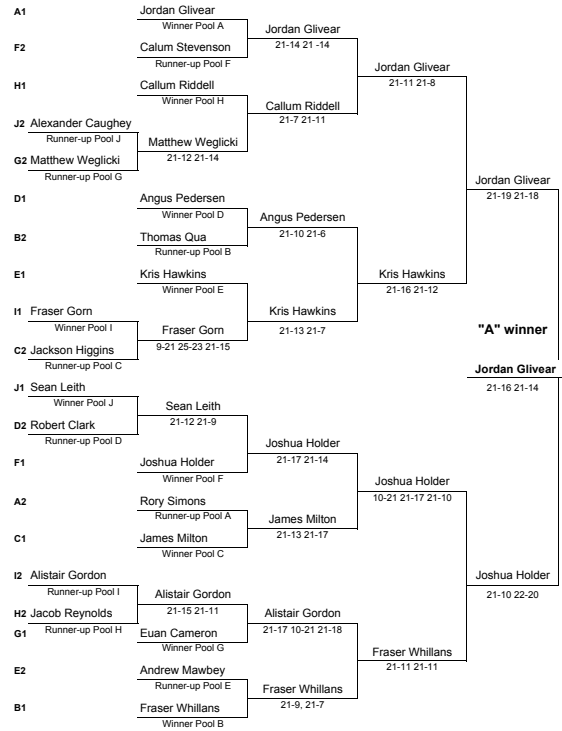 A1 Jordan Glivear
Winner Pool A
Jordan Glivear
21-14 21 -14
F2 Calum Stevenson
Runner-up Pool F
Jordan Glivear
21-11 21-8
H1 Callum Riddell
Winner Pool H
Callum Riddell
21-7 21-11
J2 Alexander Caughey
Runner-up Pool J
Matthew Weglicki
21-12 21-14
G2 Matthew Weglicki
Runner-up Pool G
Jordan Glivear
21-19 21-18
D1 Angus Pedersen
Winner Pool D
Angus Pedersen
21-10 21-6
B2 Thomas Qua
Runner-up Pool B
Kris Hawkins
21-16 21-12
E1 Kris Hawkins
Winner Pool E
Kris Hawkins
21-13 21-7
I1 Fraser Gorn
Winner Pool I
Fraser Gorn
9-21 25-23 21-15
C2 Jackson Higgins
Runner-up Pool C
"A" winner
Jordan Glivear
21-16 21-14
J1 Sean Leith
Winner Pool J
Sean Leith
21-12 21-9
D2 Robert Clark
Runner-up Pool D
Joshua Holder
21-17 21-14
F1 Joshua Holder
Winner Pool F
Joshua Holder
10-21 21-17 21-10
A2 Rory Simons
Runner-up Pool A
James Milton
21-13 21-17
C1 James Milton
Winner Pool C
Joshua Holder
21-10 22-20
I2 Alistair Gordon
Runner-up Pool I
Alistair Gordon
21-15 21-11
H2 Jacob Reynolds
Runner-up Pool H
Alistair Gordon
21-17 10-21 21-18
G1 Euan Cameron
Winner Pool G
Fraser Whillans
21-11 21-11
E2 Andrew Mawbey
Runner-up Pool E
Fraser Whillans
21-9, 21-7
B1 Fraser Whillans
Winner Pool B